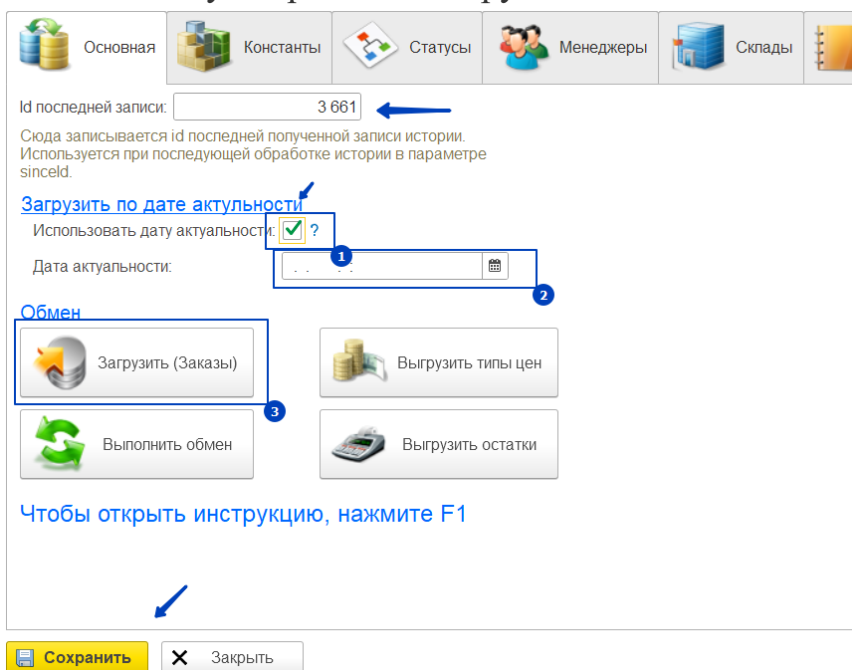 Основная
Константы
Статусы
Менеджеры
Склады
Id последней записи: 3 661
Сюда записывается id последней полученной записи истории.
Используется при последующей обработке истории в параметре
sinceId.
Загрузить по дате актульности
Использовать дату актуальности: ?
1
Дата актуальности: . . : :
2
Обмен
Загрузить (Заказы)
Выгрузить типы цен
3
Выполнить обмен
Выгрузить остатки
Чтобы открыть инструкцию, нажмите F1
Сохранить
Закрыть